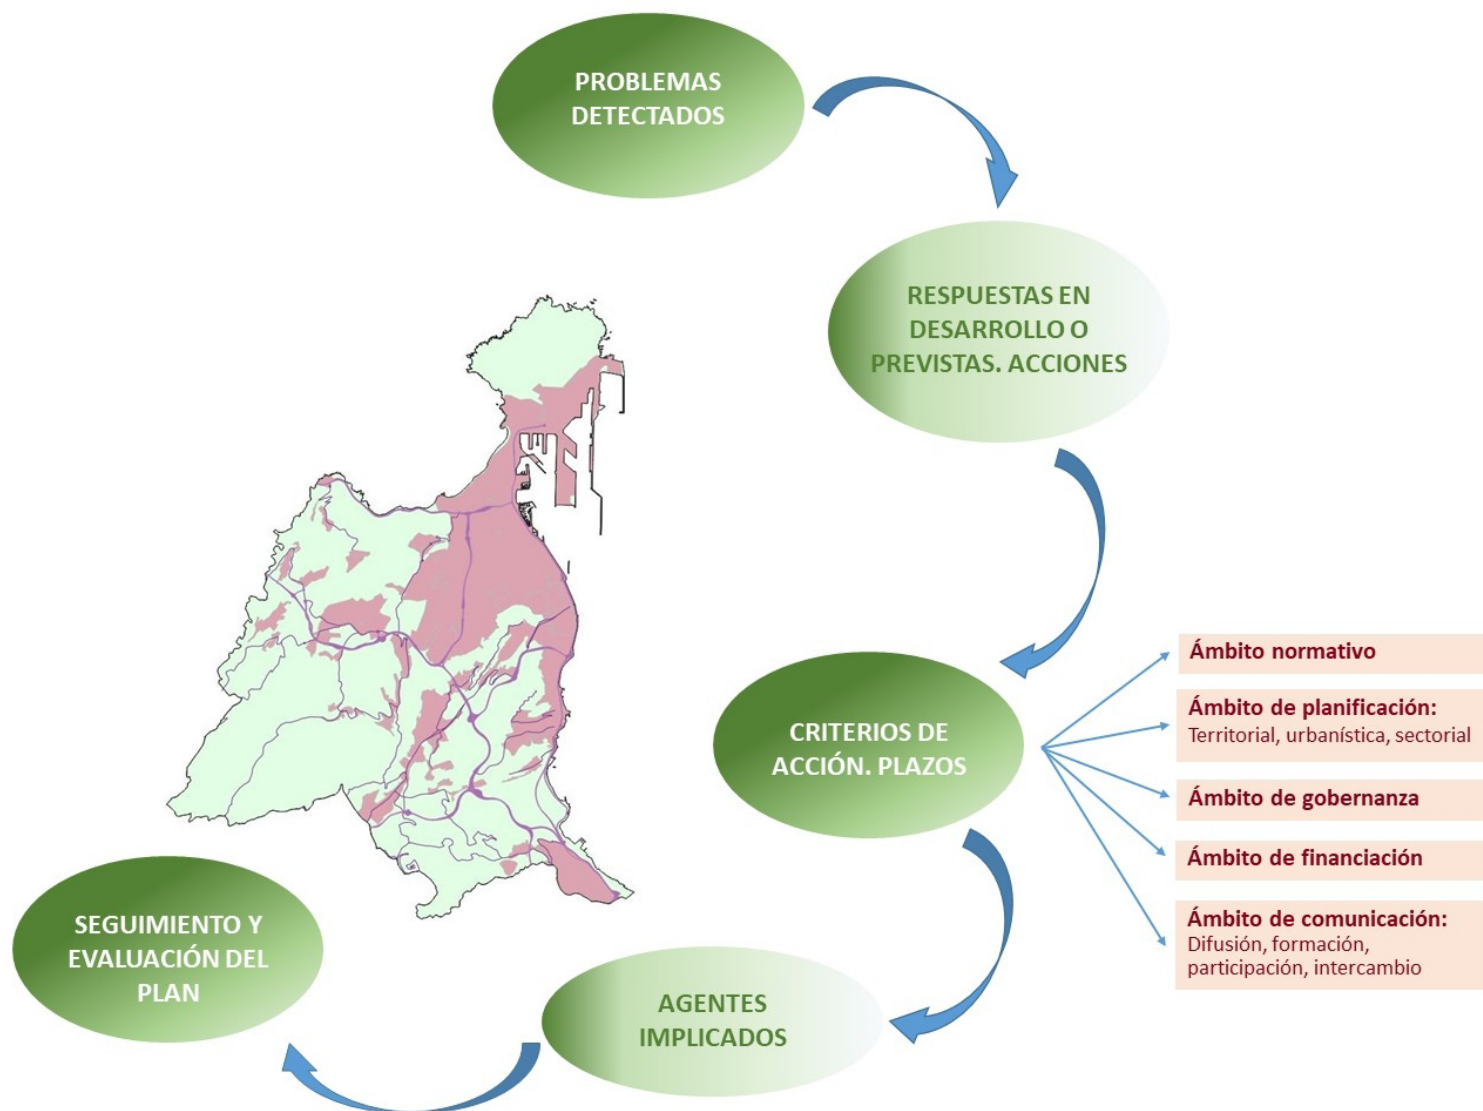 PROBLEMAS
DETECTADOS
RESPUESTAS EN
DESARROLLO O
PREVISTAS. ACCIONES
CRITERIOS DE
ACCIÓN. PLAZOS
Ámbito normativo
Ámbito de planificación:
Territorial, urbanística, sectorial
Ámbito de gobernanza
Ámbito de financiación
Ámbito de comunicación:
Difusión, formación,
participación, intercambio
AGENTES
IMPLICADOS
SEGUIMIENTO Y
EVALUACIÓN DEL
PLAN